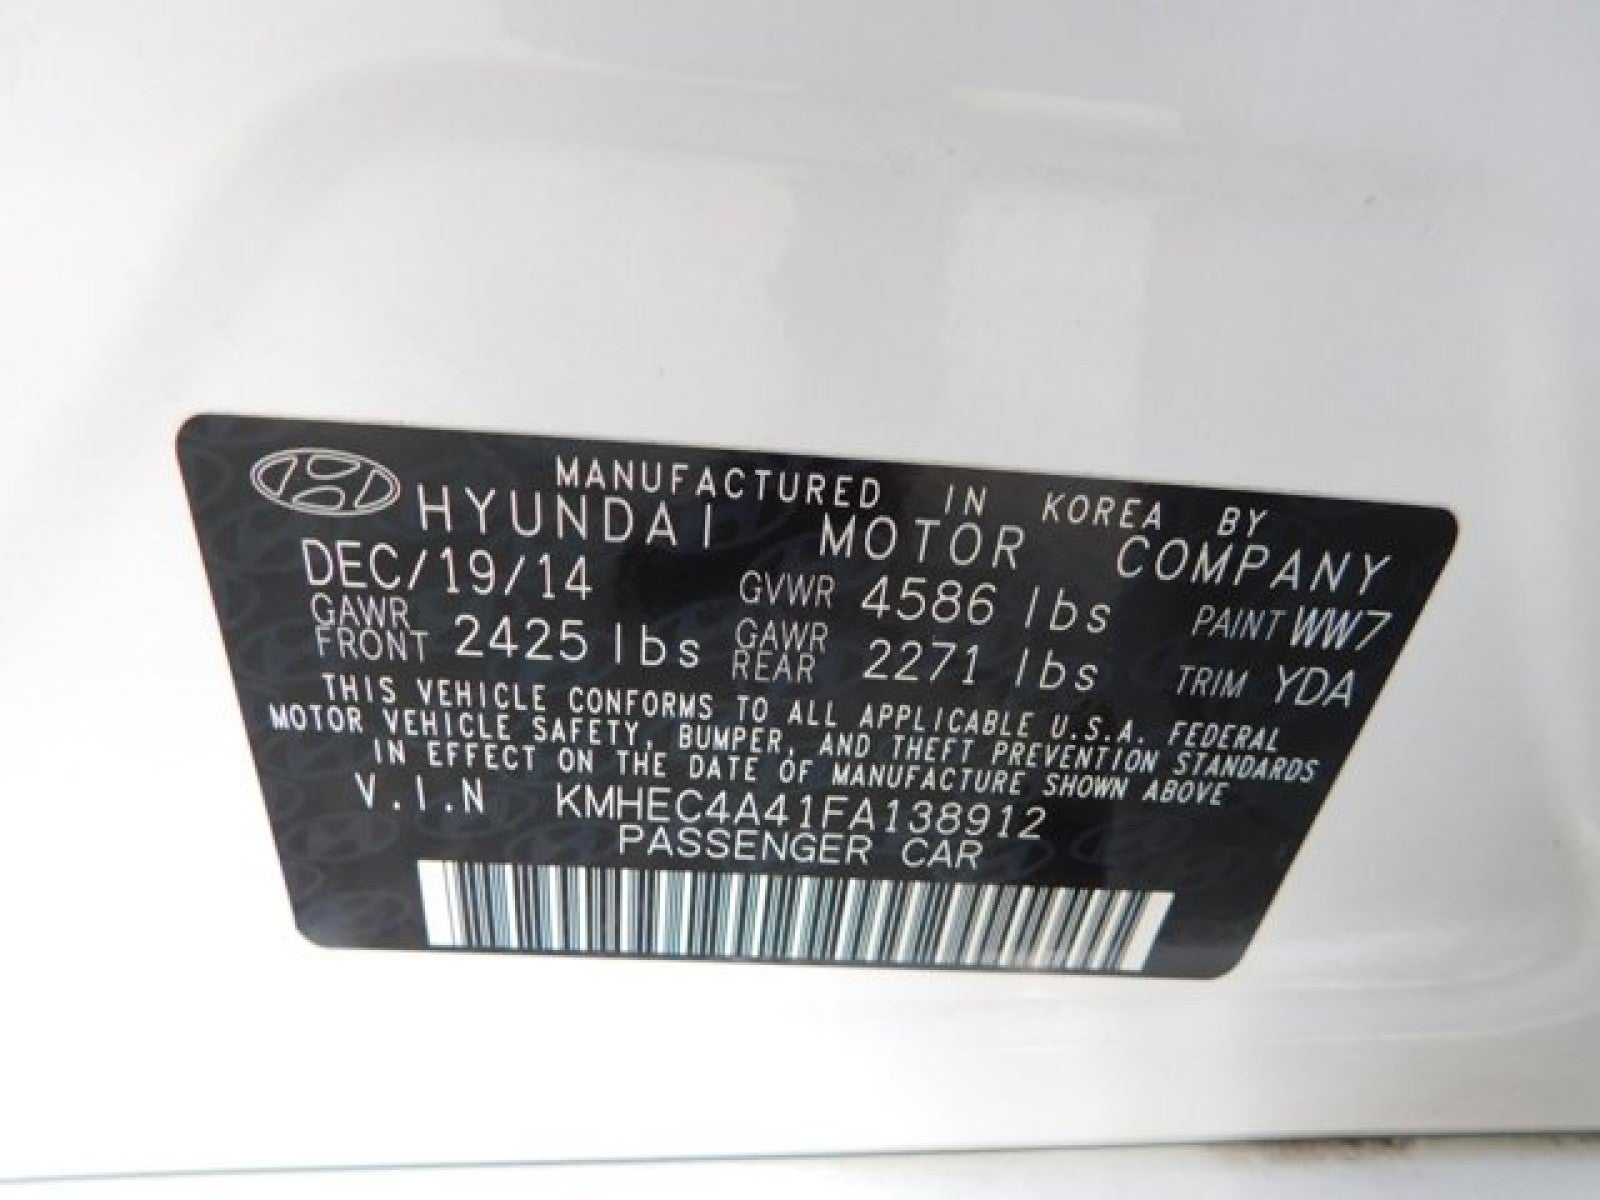 MANUFACTURED IN KOREA BY
HYUNDAI MOTOR COMPANY
DEC/19/14 GVWR 4586 lbs PAINT WW7
GAWR FRONT 2425 lbs GAWR REAR 2271 lbs TRIM YDA
THIS VEHICLE CONFORMS TO ALL APPLICABLE U.S.A. FEDERAL
MOTOR VEHICLE SAFETY, BUMPER, AND THEFT PREVENTION STANDARDS
IN EFFECT ON THE DATE OF MANUFACTURE SHOWN ABOVE
V.I.N KMHEC4A41FA138912
PASSENGER CAR